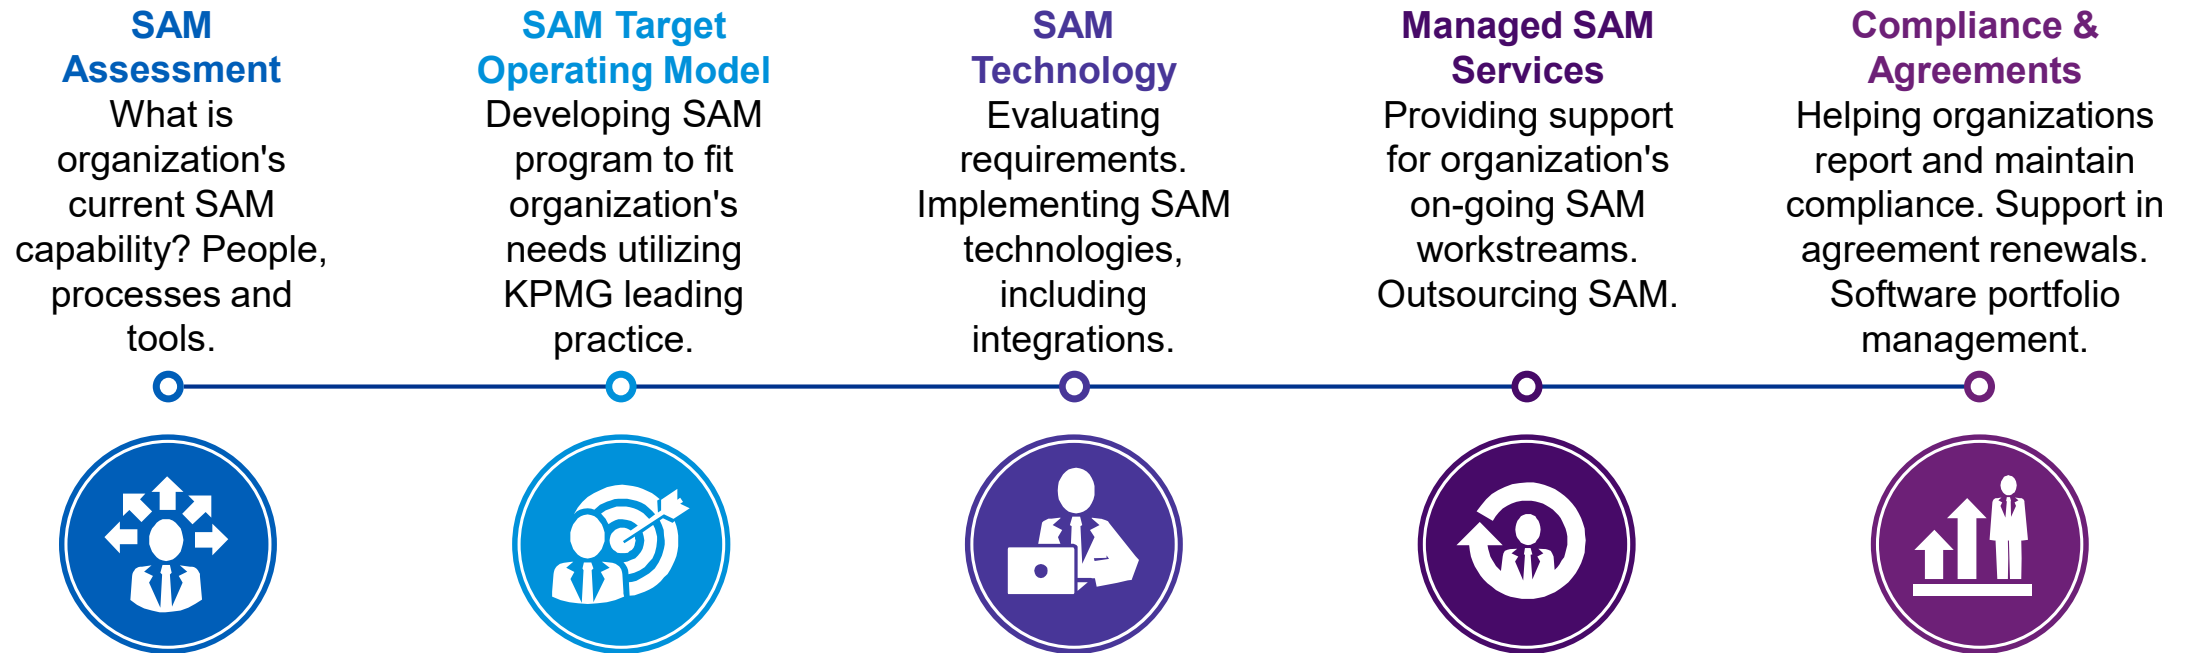 SAM
Assessment
What is
organization's
current SAM
capability? People,
processes and
tools.
SAM Target
Operating Model
Developing SAM
program to fit
organization's
needs utilizing
KPMG leading
practice.
SAM
Technology
Evaluating
requirements.
Implementing SAM
technologies,
including
integrations.
Managed SAM
Services
Providing support
for organization's
on-going SAM
workstreams.
Outsourcing SAM.
Compliance &
Agreements
Helping organizations
report and maintain
compliance. Support in
agreement renewals.
Software portfolio
management.